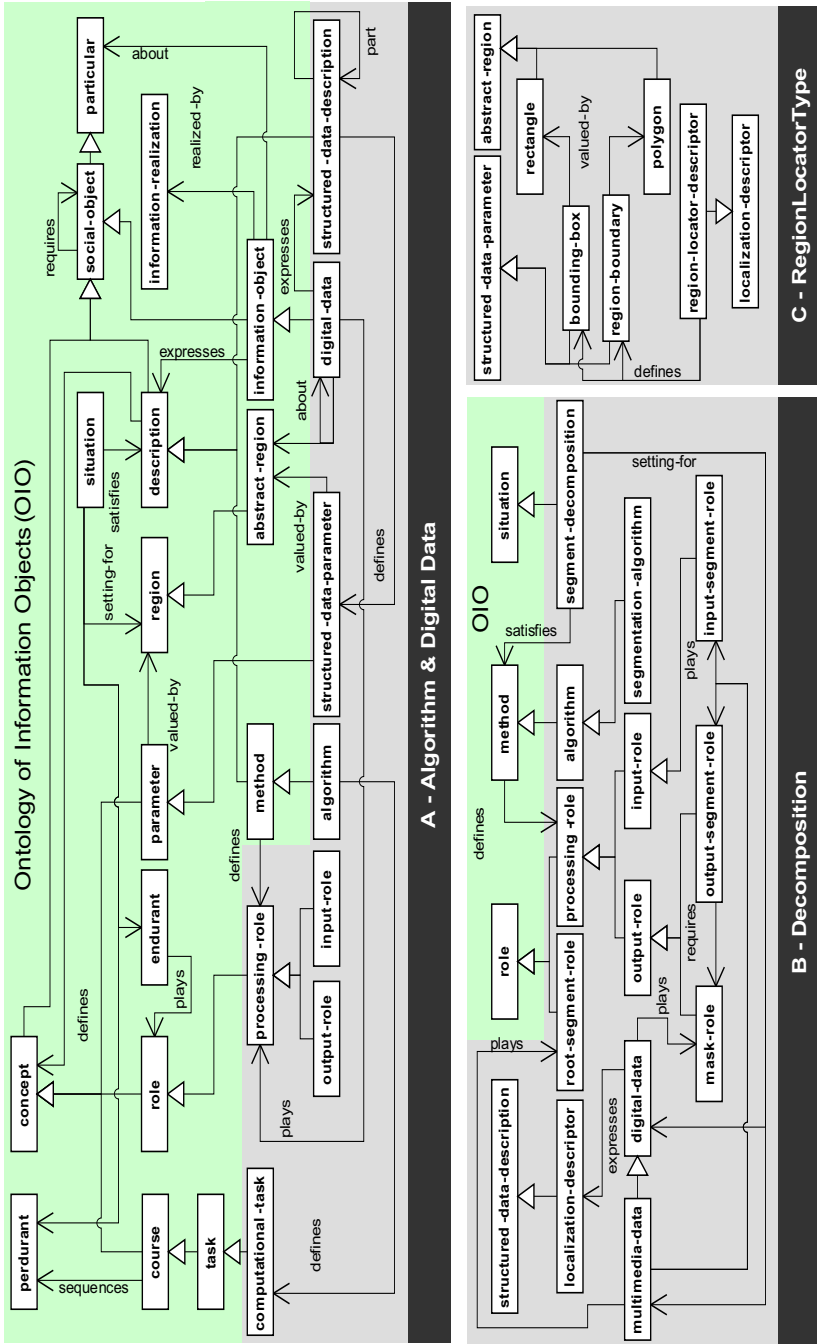 Ontology of Information Objects (OIO)
perdurant
concept
particular
sequences
defines
requires
about
social-object
course
role
endurant
parameter
region
situation
description
information-realization
plays
valued-by
setting-for
satisfies
expresses
realized-by
task
computational-task
processing-role
method
abstract-region
information-object
defines
output-role
input-role
algorithm
structured-data-parameter
digital-data
structured-data-description
plays
defines
valued-by
about
expresses
part
defines
A - Algorithm & Digital Data
OIO
plays
role
defines
method
satisfies
situation
structured-data-description
root-segment-role
processing-role
algorithm
segment-decomposition
localization-descriptor
expresses
output-role
input-role
segmentation-algorithm
setting-for
multimedia-data
digital-data
plays
requires
plays
mask-role
output-segment-role
input-segment-role
B - Decomposition
structured-data-parameter
abstract-region
rectangle
bounding-box
valued-by
region-boundary
polygon
defines
region-locator-descriptor
localization-descriptor
C - RegionLocatorType